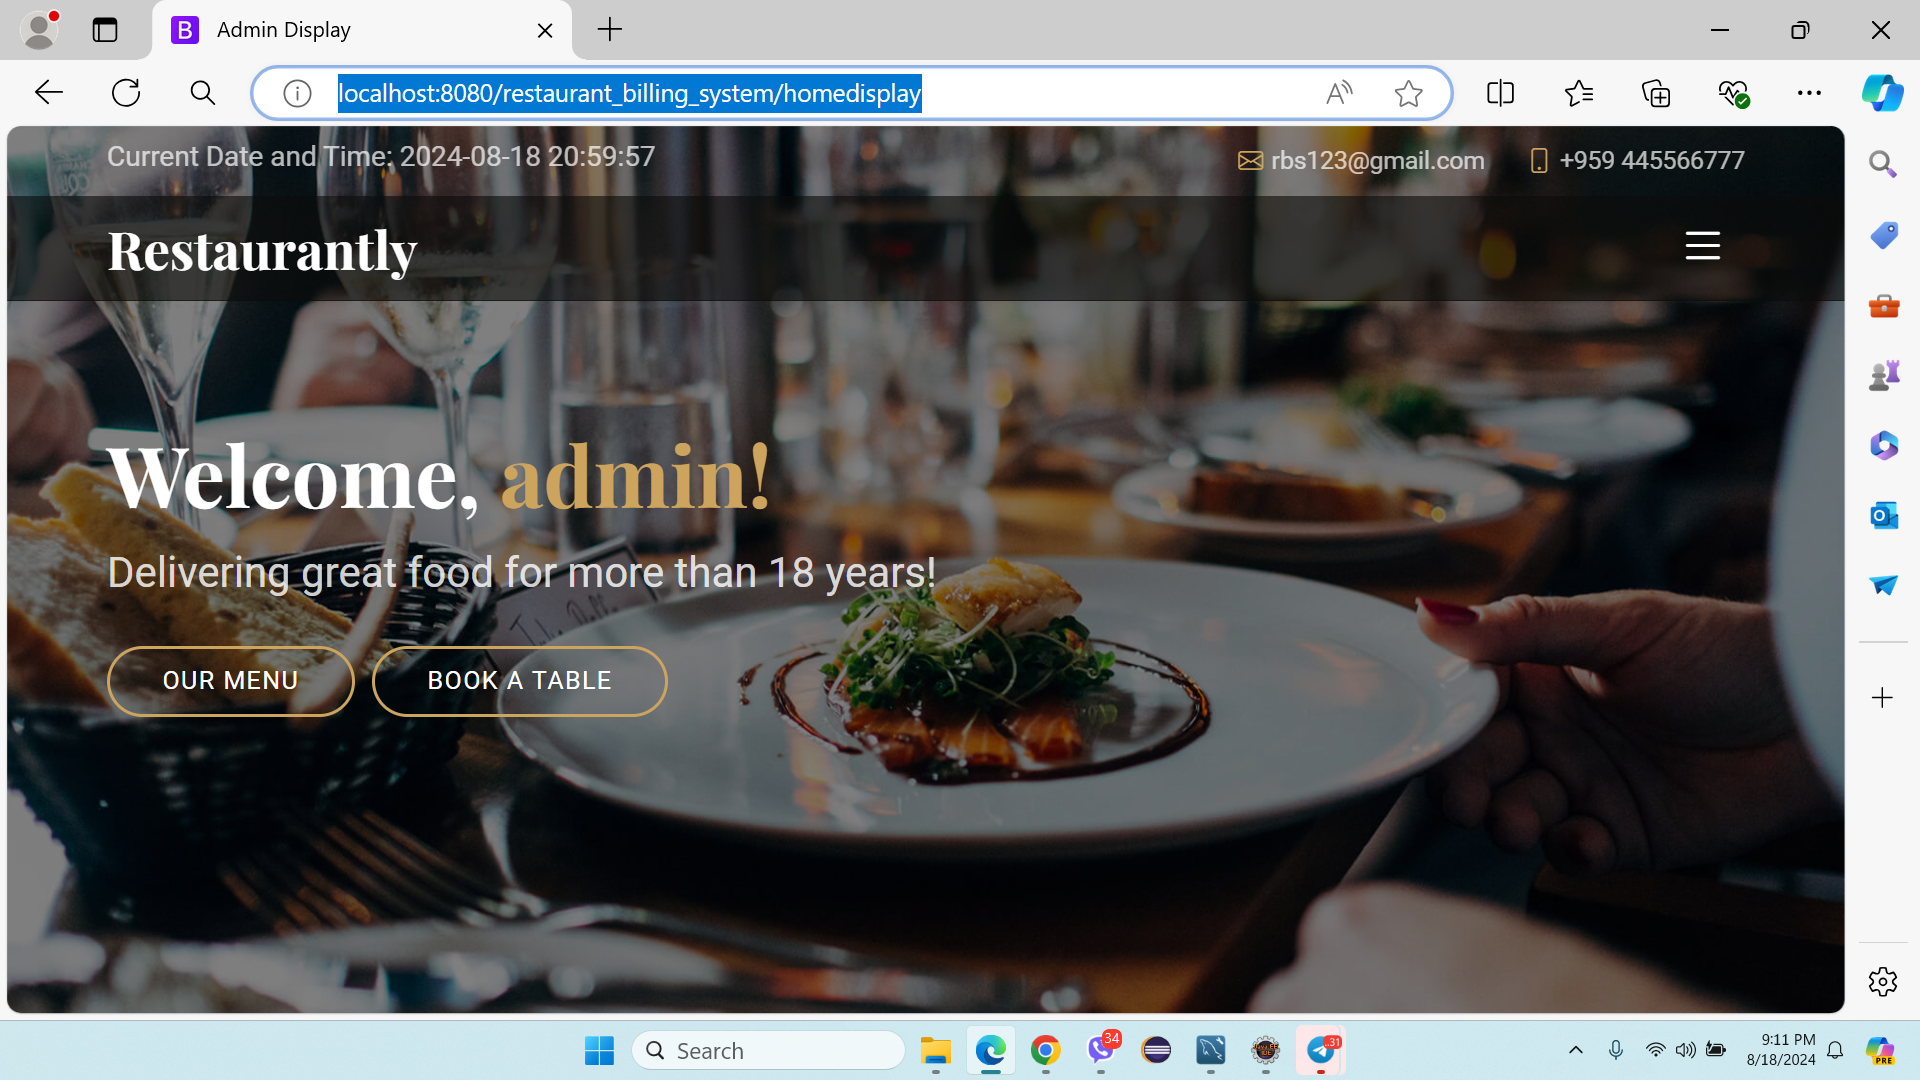 Admin Display
localhost:8080/restaurant_billing_system/homedisplay
Current Date and Time: 2024-08-18 20:59:57
rbs123@gmail.com
+959 445566777
Restaurantly
Welcome, admin!
Delivering great food for more than 18 years!
OUR MENU
BOOK A TABLE
Search
34
31
9:11 PM
8/18/2024
PRE